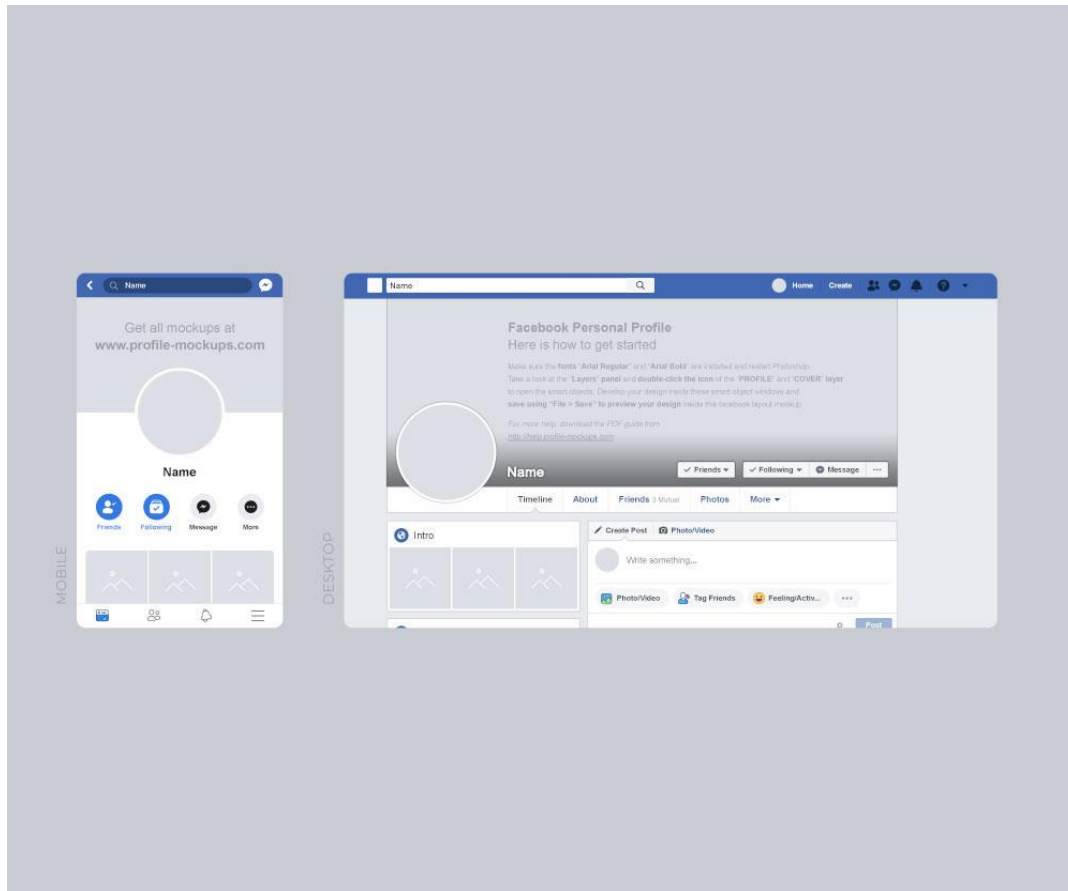 MOBILE
Name
Get all mockups at
www.profile-mockups.com
Name
Friends
Following
Message
More
DESKTOP
Name
Home
Create
Facebook Personal Profile
Here is how to get started
Make sure the fonts "Arial Regular" and "Arial Bold" are installed and restart Photoshop.
Take a look at the "Layers" panel and double-click the icon of the "PROFILE" and "COVER" layer
to open the smart objects. Develop your design inside these smart object windows and
save using "File > Save" to preview your design inside this facebook layout mockup.
For more help, download the PDF guide from
http://help.profile-mockups.com
Name
Friends
Following
Message
Timeline
About
Friends 3 Mutual
Photos
More
Intro
Create Post
Photo/Video
Write something...
Photo/Video
Tag Friends
Feeling/Activ...
Post